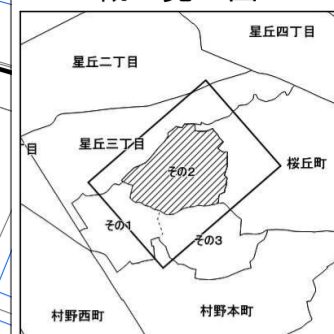 星丘四丁目
星丘二丁目
目
星丘三丁目
その2
桜丘町
その1
その3
村野西町
村野本町